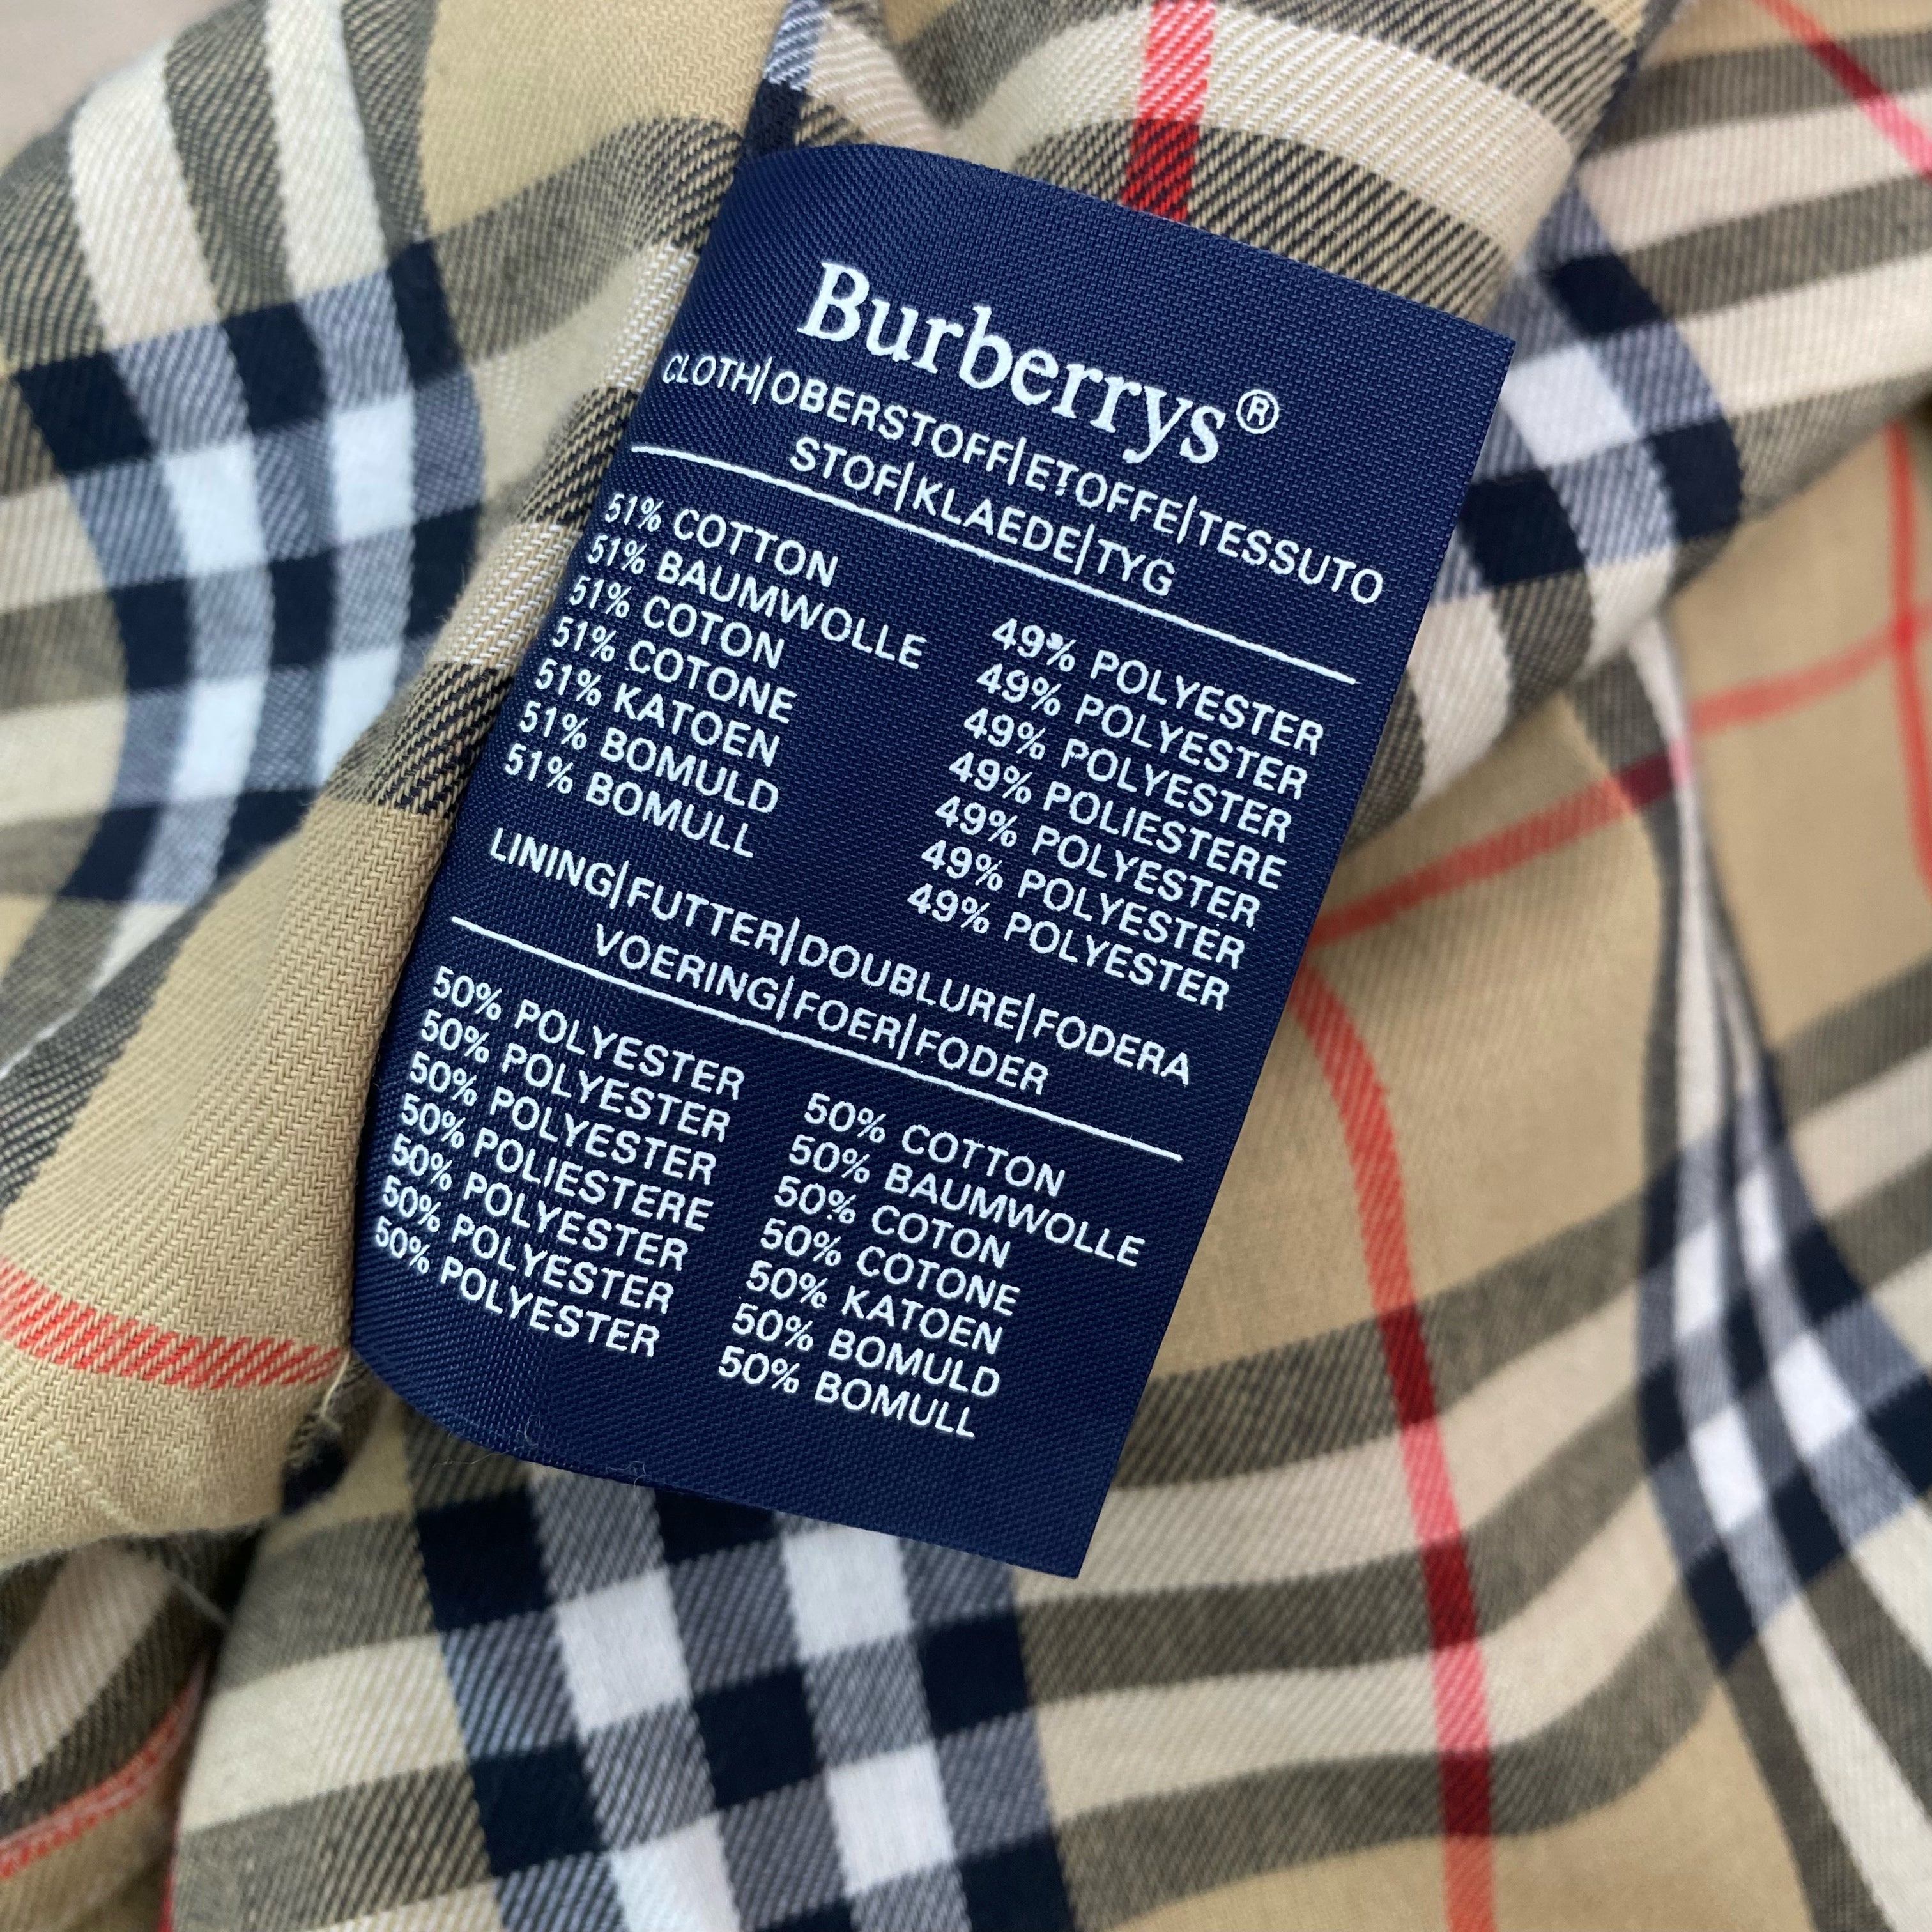 Burberrys®
CLOTH|OBERSTOFF|ETOFFE|TESSUTO
STOF|KLAEDE|TYG
51% COTTON 49% POLYESTER
51% BAUMWOLLE 49% POLYESTER
51% COTON 49% POLYESTER
51% COTONE 49% POLIESTERE
51% KATOEN 49% POLYESTER
51% BOMULD 49% POLYESTER
51% BOMULL 49% POLYESTER
LINING|FUTTER|DOUBLURE|FODERA
VOERING|FOER|FODER
50% POLYESTER 50% COTTON
50% POLYESTER 50% BAUMWOLLE
50% POLYESTER 50% COTON
50% POLIESTERE 50% COTONE
50% POLYESTER 50% KATOEN
50% POLYESTER 50% BOMULD
50% POLYESTER 50% BOMULL